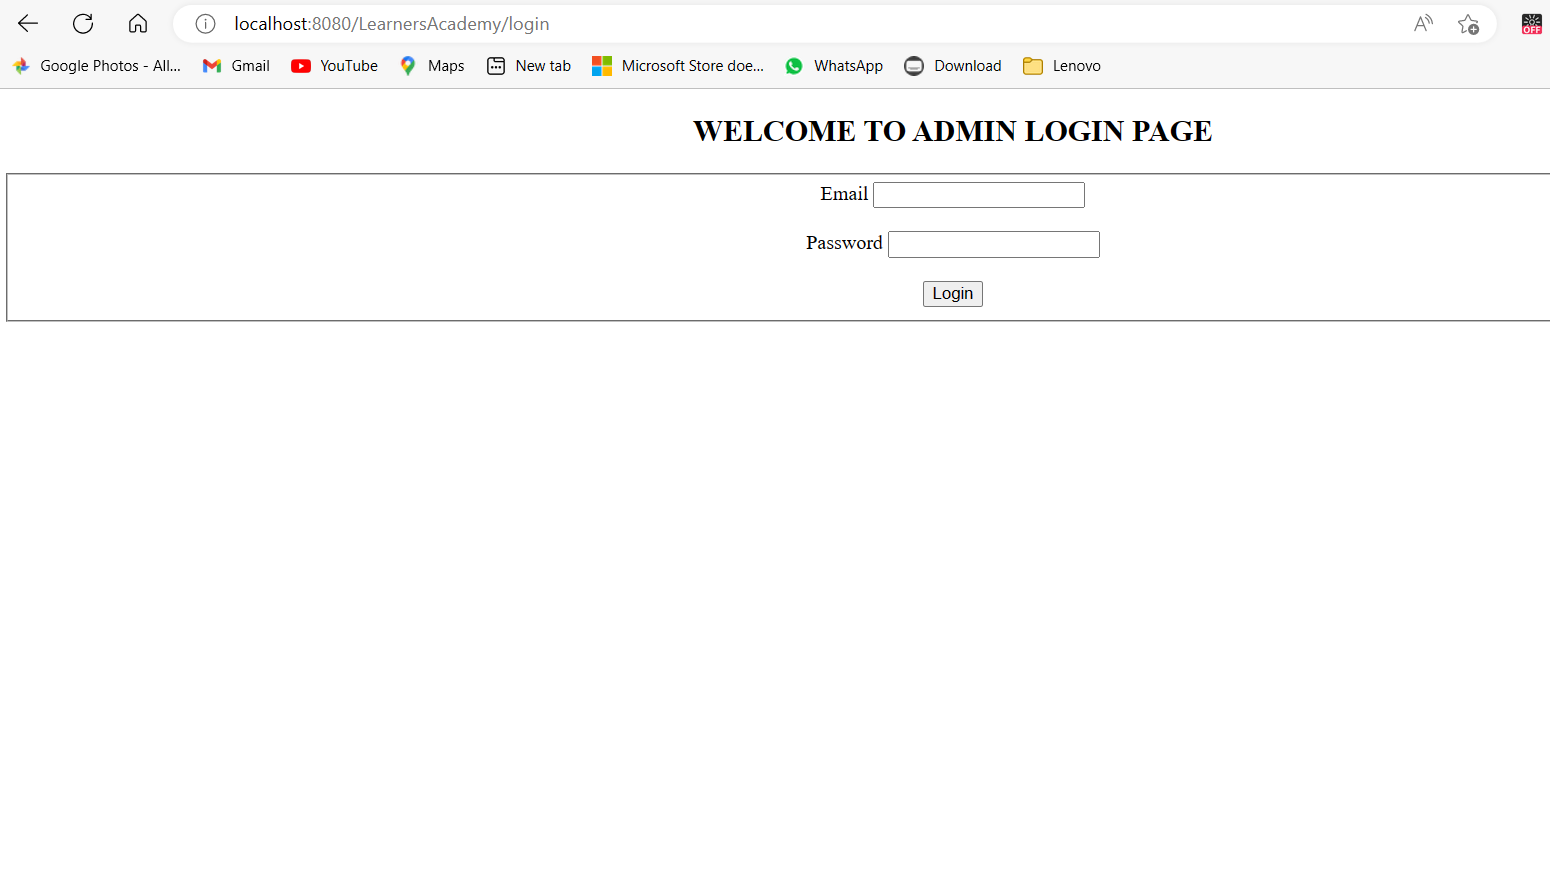 localhost:8080/LearnersAcademy/login
OFF
Google Photos - All... Gmail YouTube Maps New tab Microsoft Store doe... WhatsApp Download Lenovo
WELCOME TO ADMIN LOGIN PAGE
Email
Password
Login